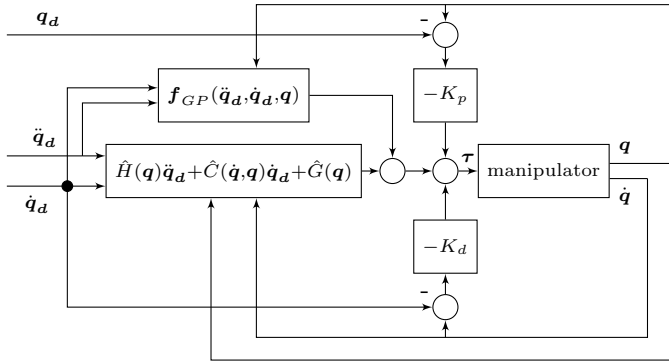 q_d
-
f_GP(q̈_d,q̇_d,q)
−K_p
q̈_d
Ĥ(q)q̈_d+Ĉ(q̇,q)q̇_d+Ĝ(q)
τ
manipulator
q
q̇
q̇_d
−K_d
-